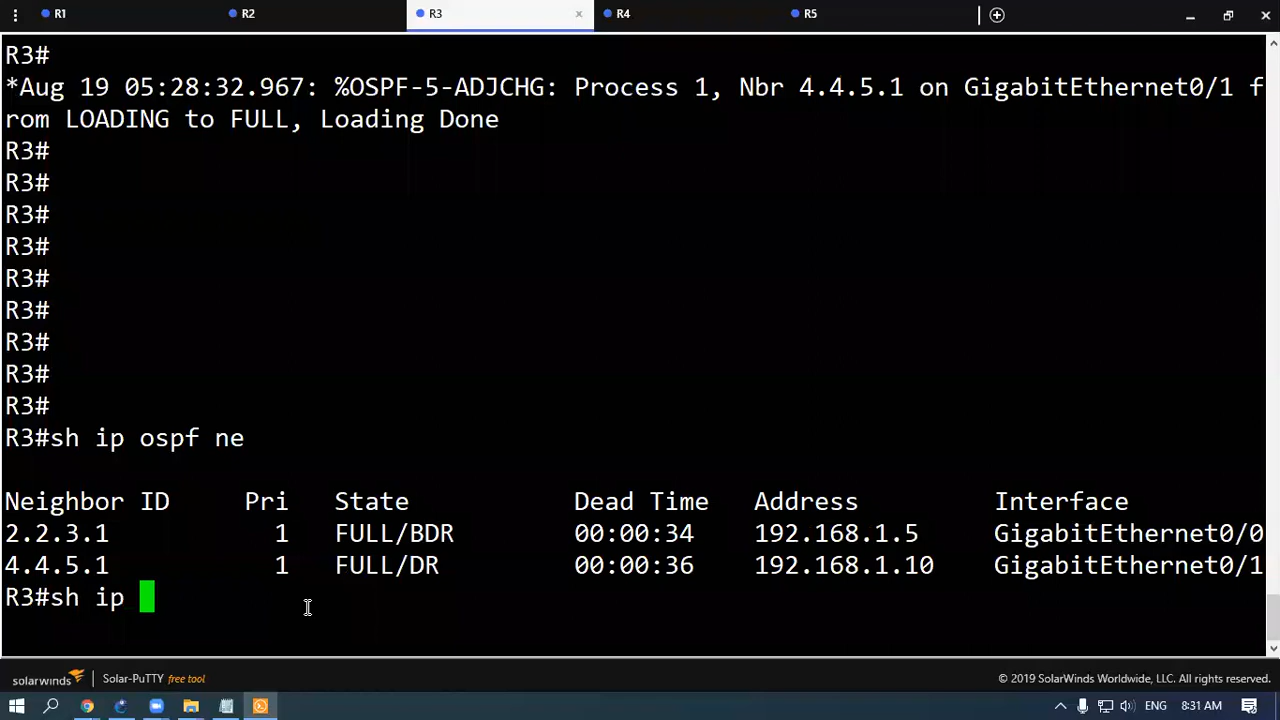 R1 R2 R3 × R4 R5
R3#
*Aug 19 05:28:32.967: %OSPF-5-ADJCHG: Process 1, Nbr 4.4.5.1 on GigabitEthernet0/1 f
rom LOADING to FULL, Loading Done
R3#
R3#
R3#
R3#
R3#
R3#
R3#
R3#
R3#
R3#sh ip ospf ne
Neighbor ID Pri State Dead Time Address Interface
2.2.3.1 1 FULL/BDR 00:00:34 192.168.1.5 GigabitEthernet0/0
4.4.5.1 1 FULL/DR 00:00:36 192.168.1.10 GigabitEthernet0/1
R3#sh ip
solarwinds Solar-PuTTY free tool © 2019 SolarWinds Worldwide, LLC. All rights reserved.
ENG 8:31 AM